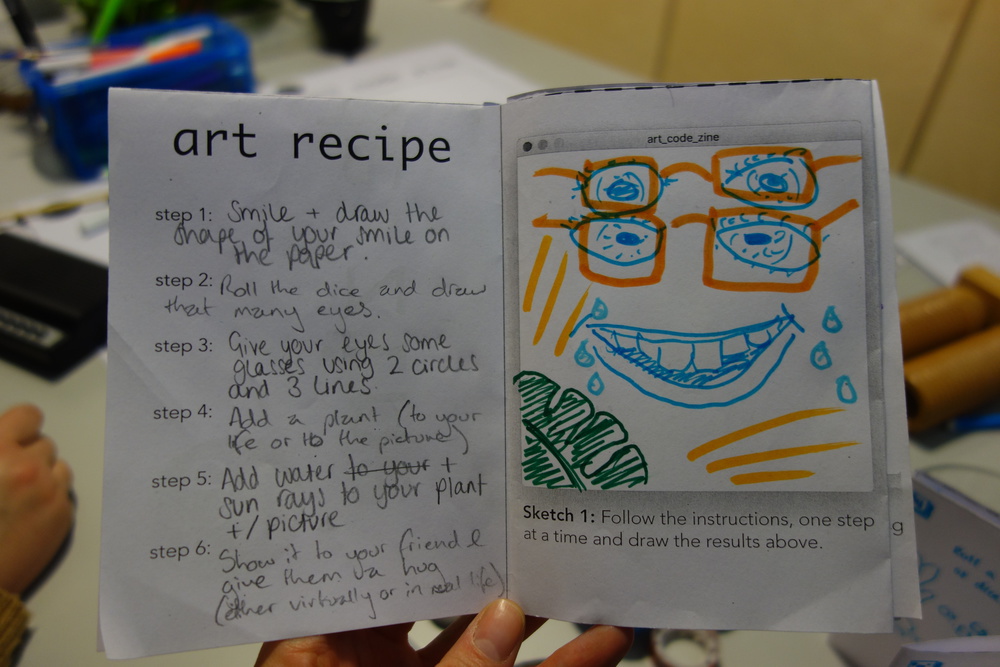 art recipe
step 1: Smile + draw the
shape of your smile on
the paper.
step 2: Roll the dice and draw
that many eyes.
step 3: Give your eyes some
glasses using 2 circles
and 3 lines.
step 4: Add a plant (to your
life or to the picture)
step 5: Add water to your +
sun rays to your plant
+/ picture
step 6: Show it to your friend &
give them a hug
(either virtually or in real life)
art_code_zine
Sketch 1: Follow the instructions, one step
at a time and draw the results above.
g